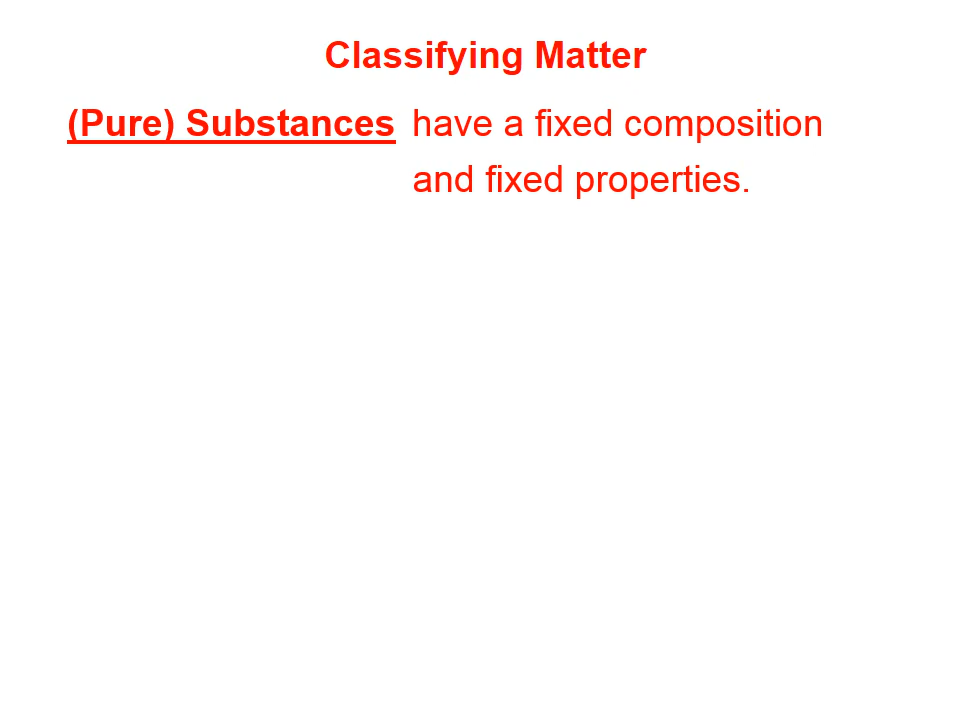 Classifying Matter
(Pure) Substances have a fixed composition
and fixed properties.